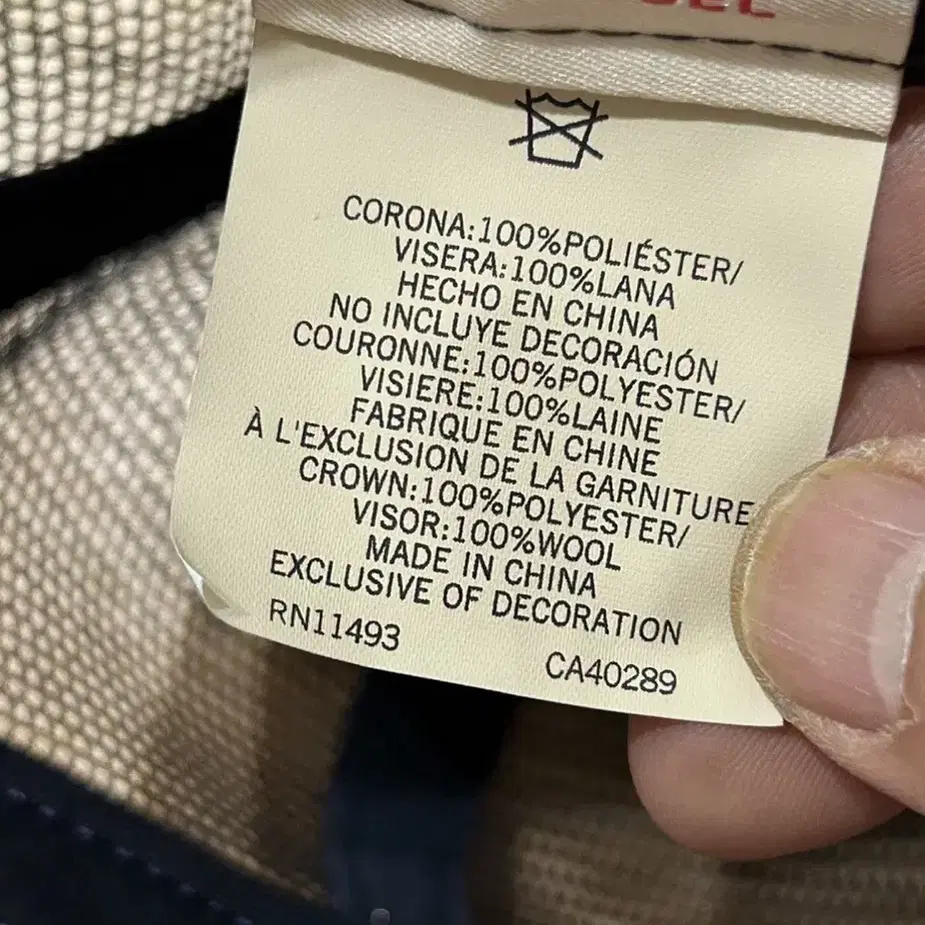 CORONA:100%POLIÉSTER/
VISERA:100%LANA
HECHO EN CHINA
NO INCLUYE DECORACIÓN
COURONNE:100%POLYESTER/
VISIERE:100%LAINE
FABRIQUE EN CHINE
À L'EXCLUSION DE LA GARNITURE
CROWN:100%POLYESTER/
VISOR:100%WOOL
MADE IN CHINA
EXCLUSIVE OF DECORATION
RN11493
CA40289